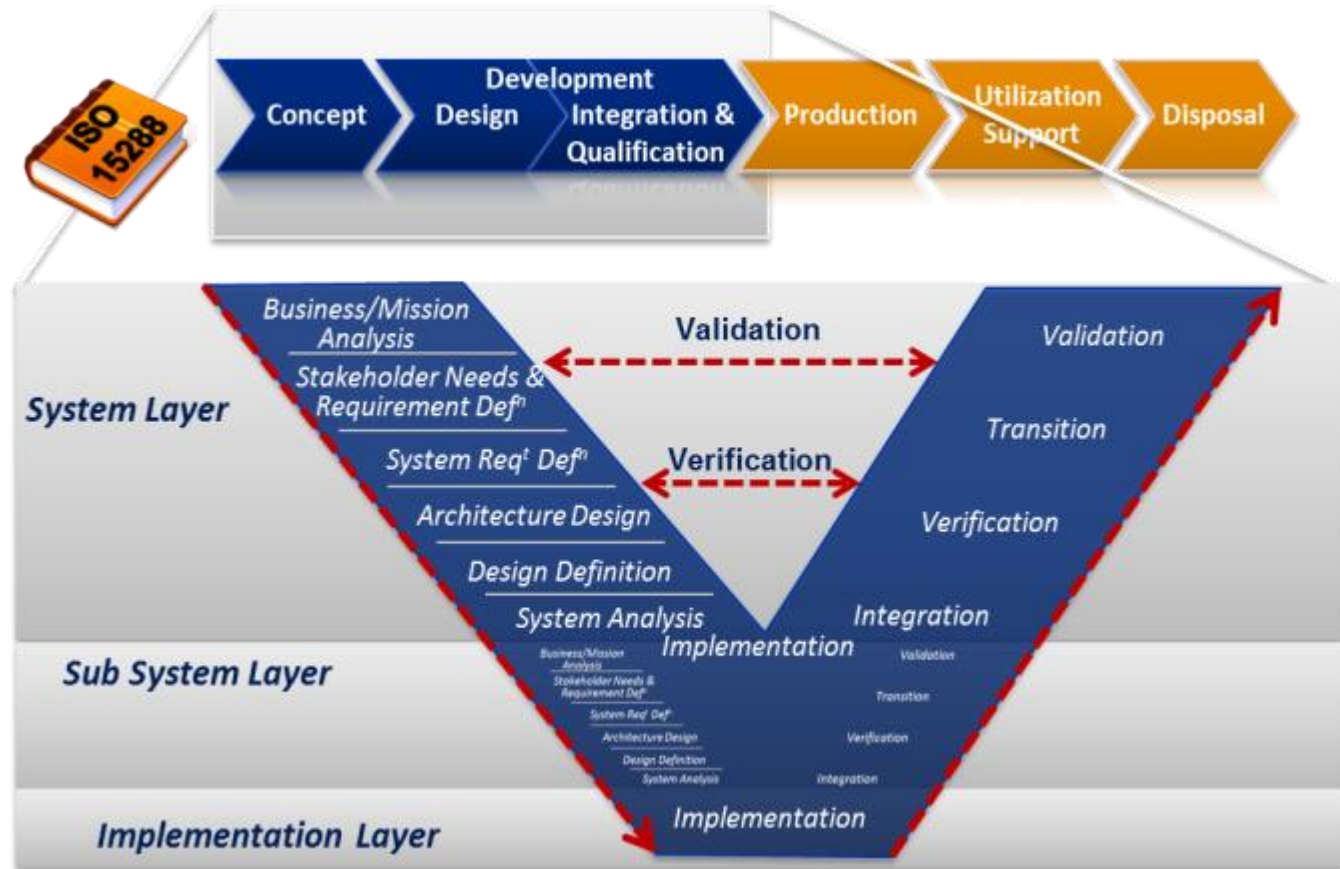 ISO
15288
Concept
Development
Design
Integration &
Qualification
Production
Utilization
Support
Disposal
System Layer
Business/Mission
Analysis
Stakeholder Needs &
Requirement Defⁿ
System Reqᵗ Defⁿ
Architecture Design
Design Definition
System Analysis
Implementation
Validation
Verification
Validation
Transition
Verification
Integration
Sub System Layer
Business/Mission
Analysis
Stakeholder Needs &
Requirement Defⁿ
System Reqᵗ Defⁿ
Architecture Design
Design Definition
System Analysis
Validation
Transition
Verification
Integration
Implementation Layer
Implementation